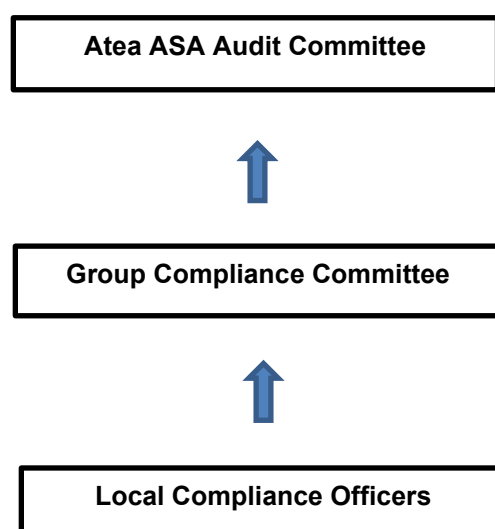 Atea ASA Audit Committee
Group Compliance Committee
Local Compliance Officers